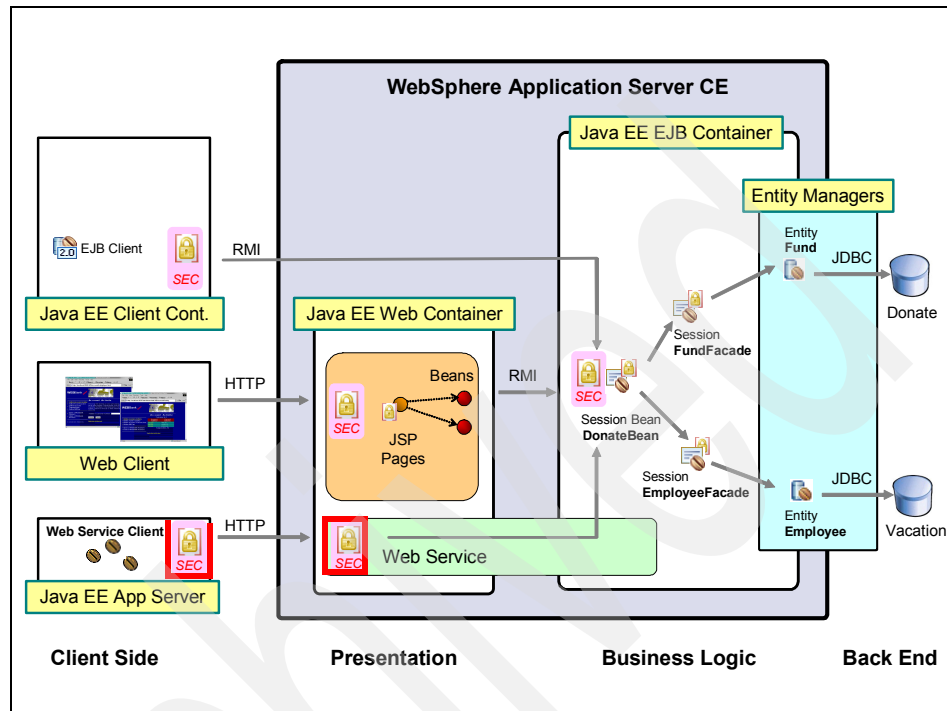 WebSphere Application Server CE
Java EE EJB Container
Entity Managers
EJB Client
2.0
SEC
RMI
Java EE Client Cont.
Entity
Fund
JDBC
Donate
Session
FundFacade
Java EE Web Container
HTTP
SEC
Beans
JSP
Pages
RMI
SEC
Session Bean
DonateBean
Web Client
Session
EmployeeFacade
JDBC
Entity
Employee
Vacation
Web Service Client
SEC
HTTP
SEC
Web Service
Java EE App Server
Client Side
Presentation
Business Logic
Back End